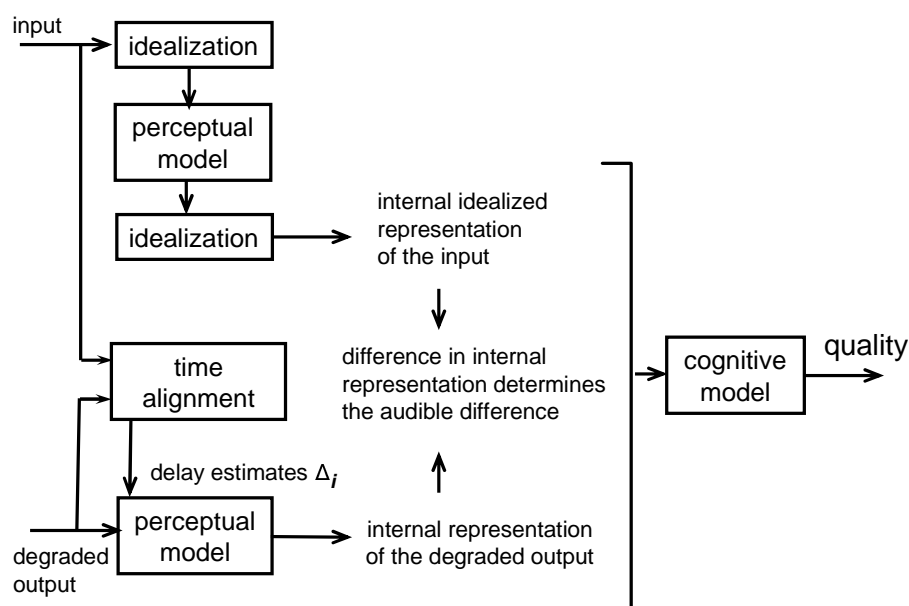 input
idealization
perceptual
model
idealization
internal idealized
representation
of the input
time
alignment
difference in internal
representation determines
the audible difference
cognitive
model
quality
delay estimates Δi
perceptual
model
internal representation
of the degraded output
degraded
output